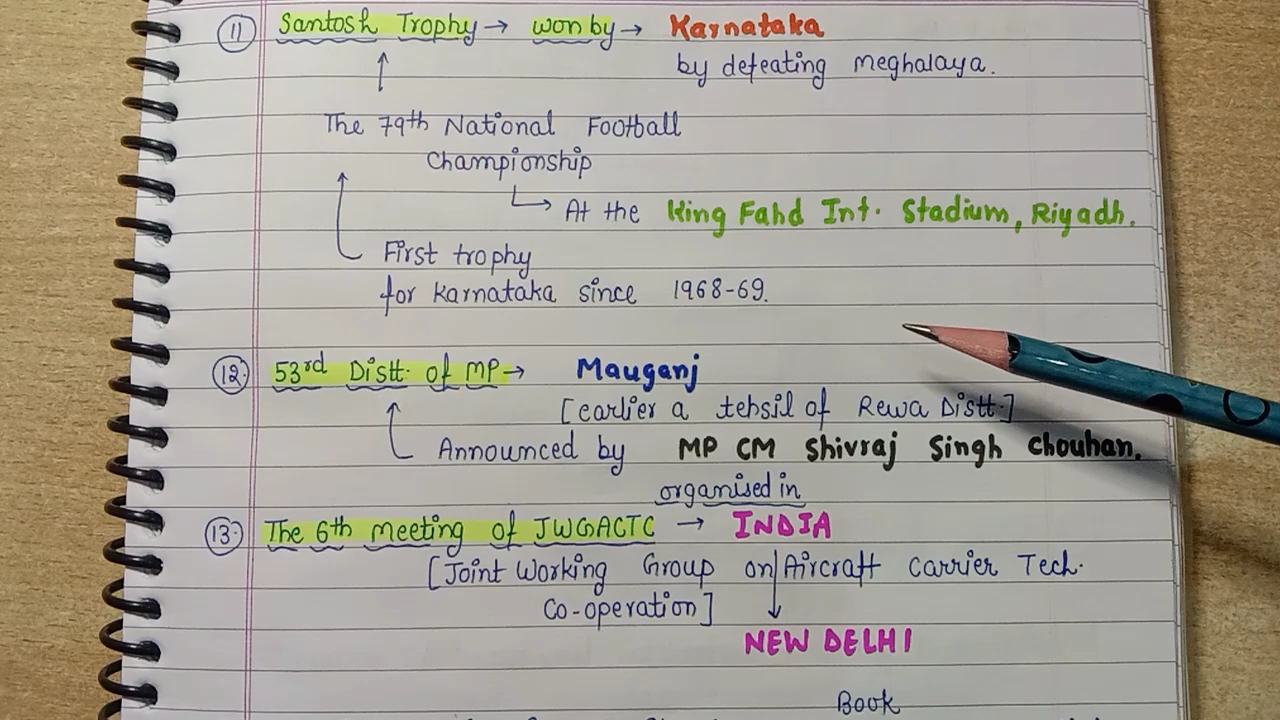 11) Santosh Trophy → won by → Karnataka
by defeating meghalaya.
The 79th National Football
Championship
↳ At the King Fahd Int. Stadium, Riyadh.
First trophy
for Karnataka since 1968-69.
12. 53rd Distt. of MP → Mauganj
[earlier a tehsil of Rewa Distt.]
Announced by MP CM Shivraj Singh Chouhan.
organised in
13. The 6th meeting of JWGACTC → INDIA
[Joint Working Group on Aircraft Carrier Tech.
Co-operation]
NEW DELHI
Book